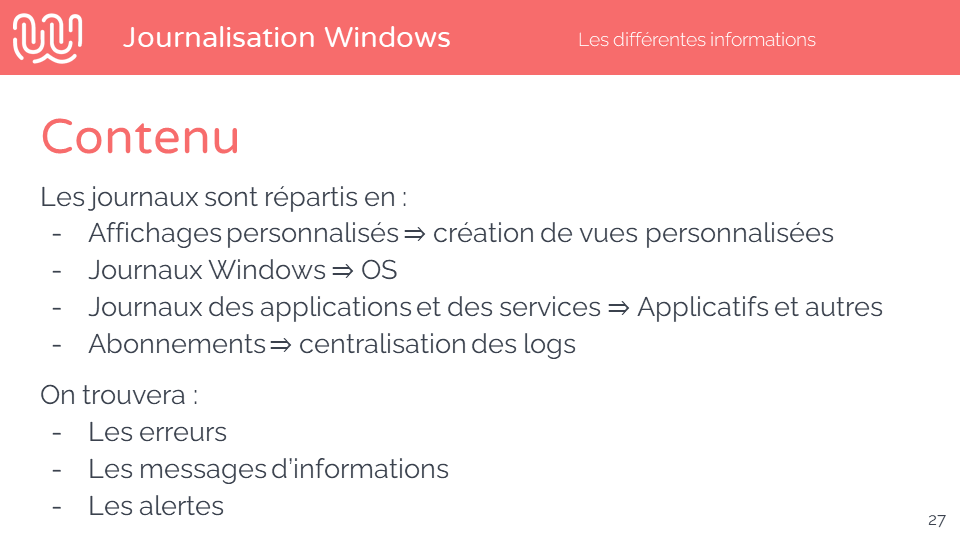 Journalisation Windows
Les différentes informations
Contenu
Les journaux sont répartis en :
- Affichages personnalisés ⇒ création de vues personnalisées
- Journaux Windows ⇒ OS
- Journaux des applications et des services ⇒ Applicatifs et autres
- Abonnements ⇒ centralisation des logs
On trouvera :
- Les erreurs
- Les messages d’informations
- Les alertes
27